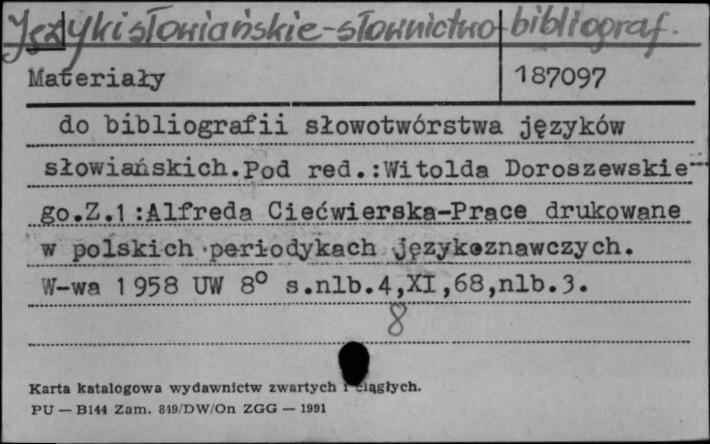 Języki słowiańskie-słownictwo-bibliograf.
Materiały 187097
do bibliografii słowotwórstwa języków
słowiańskich.Pod red.:Witolda Doroszewskie-
go.Z.1:Alfreda Ciećwierska-Prace drukowane
w polskich periodykach językoznawczych.
W-wa 1958 UW 8° s.nlb.4,XI,68,nlb.3.
8
Karta katalogowa wydawnictw zwartych i ciągłych.
PU — B144 Zam. 819/DW/On ZGG — 1991